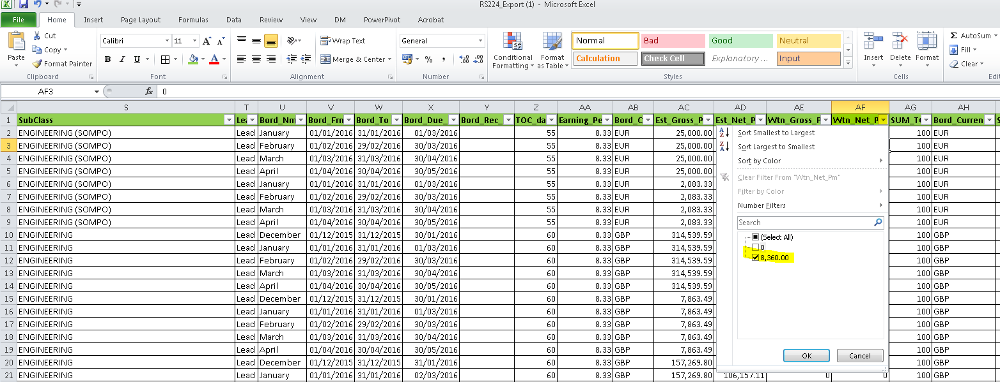 RS224_Export (1) - Microsoft Excel
File Home Insert Page Layout Formulas Data Review View DM PowerPivot Acrobat
Paste Cut Copy Format Painter Clipboard
Calibri 11 B I U A A A Font
Wrap Text Merge & Center Alignment
General % , Number
Conditional Formatting Format as Table
Normal Bad Good Neutral
Calculation Check Cell Explanatory ... Input
Styles
Insert Delete Format Cells
Σ AutoSum Fill Clear Edi
AF3 fx 0
S T U V W X Y Z AA AB AC AD AE AF AG AH
1 SubClass Lea Bord_Nm Bord_Frn Bord_To Bord_Due_ Bord_Rec_ TOC_da Earning_Pe Bord_C Est_Gross_P Est_Net_P Wtn_Gross_P Wtn_Net_P SUM_TO Bord_Curren
2 ENGINEERING (SOMPO) Lead January 01/01/2016 31/01/2016 01/03/2016 55 8.33 EUR 25,000.00 100 EUR
3 ENGINEERING (SOMPO) Lead February 01/02/2016 29/02/2016 30/03/2016 55 8.33 EUR 25,000.00 100 EUR
4 ENGINEERING (SOMPO) Lead March 01/03/2016 31/03/2016 30/04/2016 55 8.33 EUR 25,000.00 100 EUR
5 ENGINEERING (SOMPO) Lead April 01/04/2016 30/04/2016 30/05/2016 55 8.33 EUR 25,000.00 100 EUR
6 ENGINEERING (SOMPO) Lead January 01/01/2016 31/01/2016 01/03/2016 55 8.33 EUR 2,083.33 100 EUR
7 ENGINEERING (SOMPO) Lead February 01/02/2016 29/02/2016 30/03/2016 55 8.33 EUR 2,083.33 100 EUR
8 ENGINEERING (SOMPO) Lead March 01/03/2016 31/03/2016 30/04/2016 55 8.33 EUR 2,083.33 100 EUR
9 ENGINEERING (SOMPO) Lead April 01/04/2016 30/04/2016 30/05/2016 55 8.33 EUR 2,083.33 100 EUR
10 ENGINEERING Lead December 01/12/2015 31/12/2015 30/01/2016 60 8.33 GBP 314,539.59 100 GBP
11 ENGINEERING Lead January 01/01/2016 31/01/2016 01/03/2016 60 8.33 GBP 314,539.59 100 GBP
12 ENGINEERING Lead February 01/02/2016 29/02/2016 30/03/2016 60 8.33 GBP 314,539.59 100 GBP
13 ENGINEERING Lead March 01/03/2016 31/03/2016 30/04/2016 60 8.33 GBP 314,539.59 100 GBP
14 ENGINEERING Lead April 01/04/2016 30/04/2016 30/05/2016 60 8.33 GBP 314,539.59 100 GBP
15 ENGINEERING Lead December 01/12/2015 31/12/2015 30/01/2016 60 8.33 GBP 7,863.49 100 GBP
16 ENGINEERING Lead January 01/01/2016 31/01/2016 01/03/2016 60 8.33 GBP 7,863.49 100 GBP
17 ENGINEERING Lead February 01/02/2016 29/02/2016 30/03/2016 60 8.33 GBP 7,863.49 100 GBP
18 ENGINEERING Lead March 01/03/2016 31/03/2016 30/04/2016 60 8.33 GBP 7,863.49 100 GBP
19 ENGINEERING Lead April 01/04/2016 30/04/2016 30/05/2016 60 8.33 GBP 7,863.49 100 GBP
20 ENGINEERING Lead December 01/12/2015 31/12/2015 31/01/2016 60 8.33 GBP 157,269.80 100 GBP
21 ENGINEERING Lead January 01/01/2016 31/01/2016 02/03/2016 60 8.33 GBP 157,269.80 106,157.11 0 0 100 GBP
Sort Smallest to Largest
Sort Largest to Smallest
Sort by Color
Clear Filter From "Wtn_Net_Pm"
Filter by Color
Number Filters
Search
(Select All)
0
8,360.00
OK Cancel